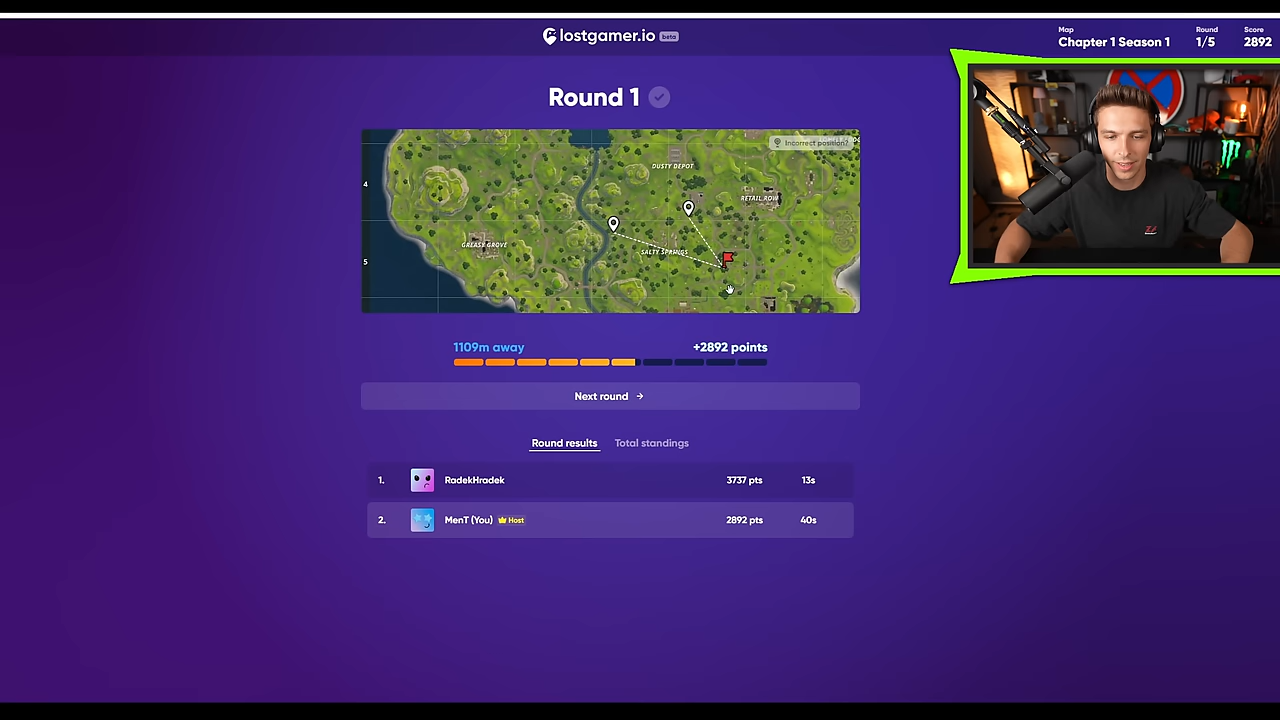 lostgamer.io beta
Map
Chapter 1 Season 1
Round
1/5
Score
2892
Round 1
Incorrect position?
DUSTY DEPOT
4
RETAIL ROW
GREASY GROVE
SALTY SPRINGS
5
1109m away
+2892 points
Next round →
Round results
Total standings
1. RadekHradek 3737 pts 13s
2. MenT (You) Host 2892 pts 40s